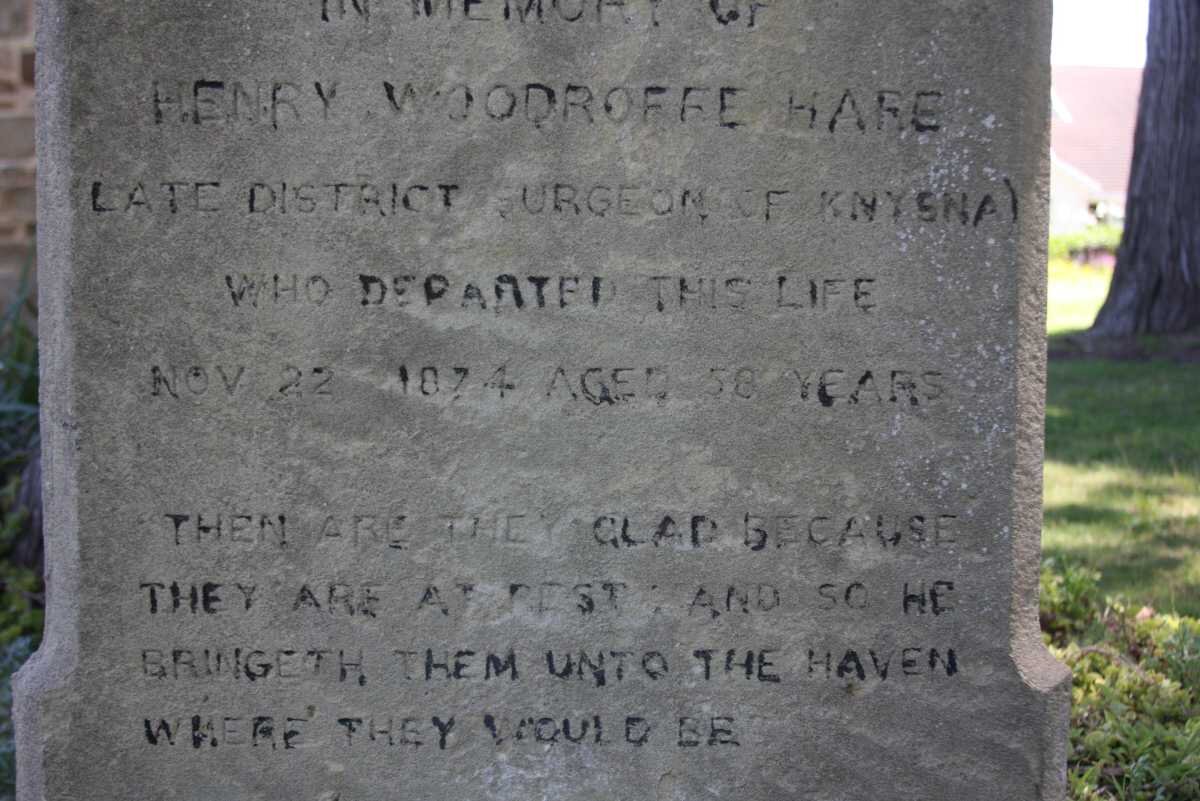 IN MEMORY OF
HENRY WOODROFFE HARE
(LATE DISTRICT SURGEON OF KNYSNA)
WHO DEPARTED THIS LIFE
NOV 22 1874 AGED 58 YEARS
THEN ARE THEY GLAD BECAUSE
THEY ARE AT REST : AND SO HE
BRINGETH THEM UNTO THE HAVEN
WHERE THEY WOULD BE